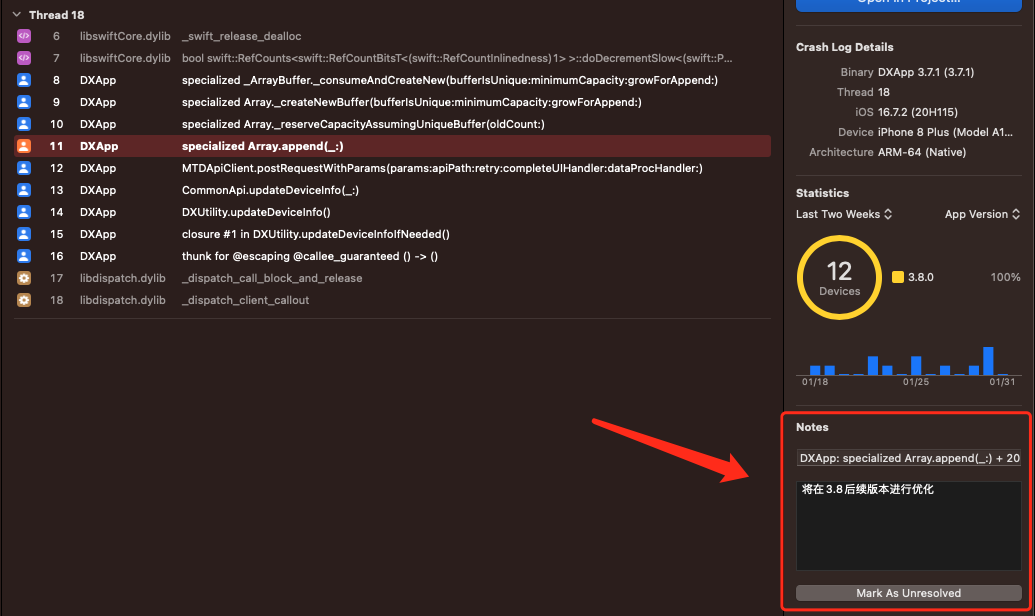 Thread 18
6 libswiftCore.dylib _swift_release_dealloc
7 libswiftCore.dylib bool swift::RefCounts<swift::RefCountBitsT<(swift::RefCountInlinedness)1> >::doDecrementSlow<(swift::P...
8 DXApp specialized _ArrayBuffer._consumeAndCreateNew(bufferIsUnique:minimumCapacity:growForAppend:)
9 DXApp specialized Array._createNewBuffer(bufferIsUnique:minimumCapacity:growForAppend:)
10 DXApp specialized Array._reserveCapacityAssumingUniqueBuffer(oldCount:)
11 DXApp specialized Array.append(_:)
12 DXApp MTDApiClient.postRequestWithParams(params:apiPath:retry:completeUIHandler:dataProcHandler:)
13 DXApp CommonApi.updateDeviceInfo(_:)
14 DXApp DXUtility.updateDeviceInfo()
15 DXApp closure #1 in DXUtility.updateDeviceInfoIfNeeded()
16 DXApp thunk for @escaping @callee_guaranteed () -> ()
17 libdispatch.dylib _dispatch_call_block_and_release
18 libdispatch.dylib _dispatch_client_callout
Open in Project...
Crash Log Details
Binary DXApp 3.7.1 (3.7.1)
Thread 18
iOS 16.7.2 (20H115)
Device iPhone 8 Plus (Model A1...
Architecture ARM-64 (Native)
Statistics
Last Two Weeks App Version
12
Devices
3.8.0 100%
01/18 01/25 01/31
Notes
DXApp: specialized Array.append(_:) + 20
将在3.8后续版本进行优化
Mark As Unresolved